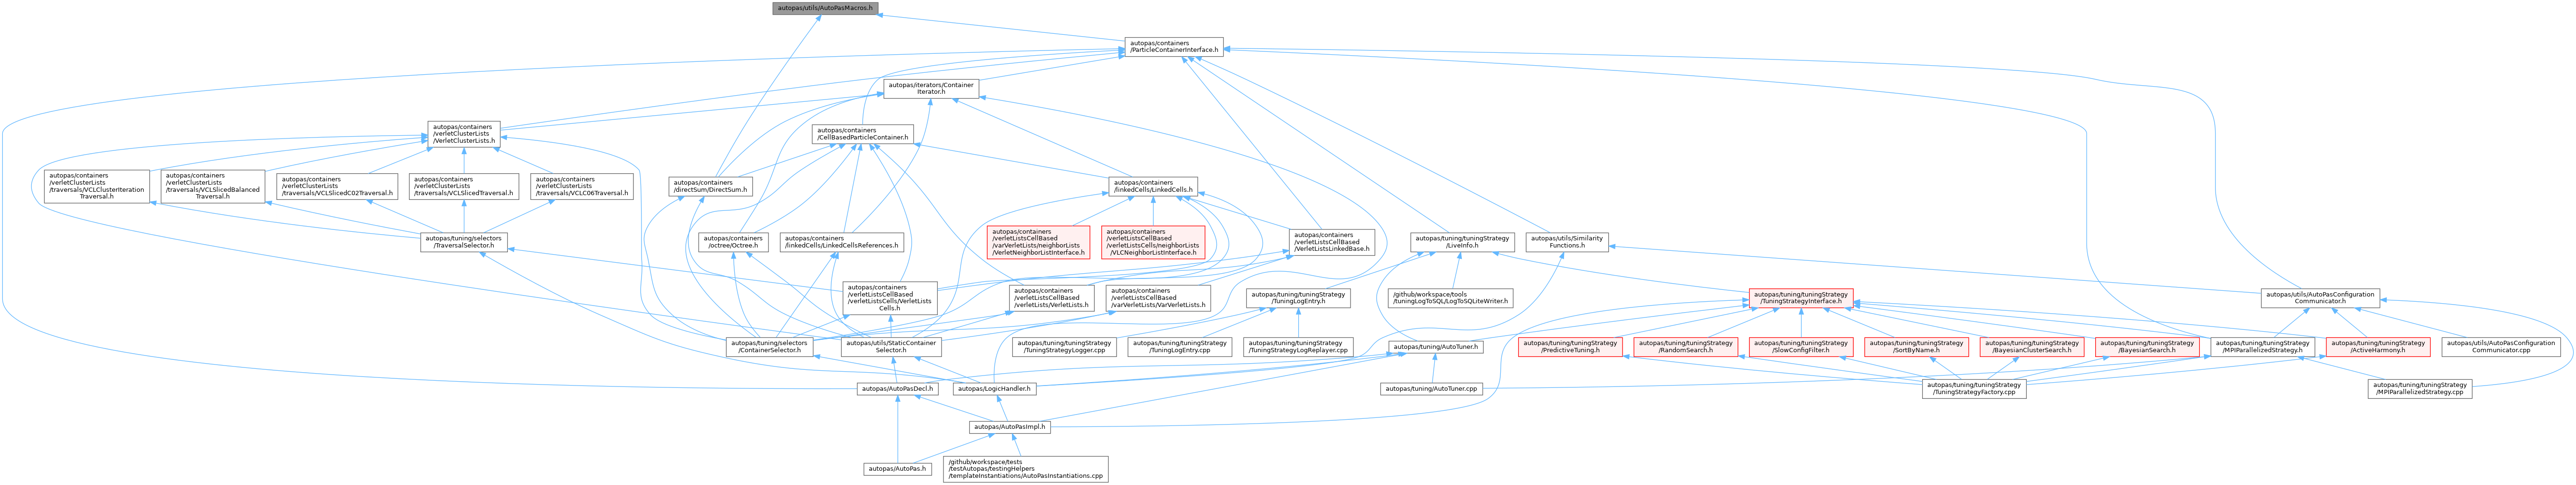 autopas/utils/AutoPasMacros.h
autopas/containers
/ParticleContainerInterface.h
autopas/iterators/Container
Iterator.h
autopas/containers
/verletClusterLists
/VerletClusterLists.h
autopas/containers
/CellBasedParticleContainer.h
autopas/containers
/verletClusterLists
/traversals/VCLClusterIteration
Traversal.h
autopas/containers
/verletClusterLists
/traversals/VCLSlicedBalanced
Traversal.h
autopas/containers
/verletClusterLists
/traversals/VCLSlicedC02Traversal.h
autopas/containers
/verletClusterLists
/traversals/VCLSlicedTraversal.h
autopas/containers
/verletClusterLists
/traversals/VCLC06Traversal.h
autopas/containers
/directSum/DirectSum.h
autopas/containers
/linkedCells/LinkedCells.h
autopas/tuning/selectors
/TraversalSelector.h
autopas/containers
/octree/Octree.h
autopas/containers
/linkedCells/LinkedCellsReferences.h
autopas/containers
/verletListsCellBased
/varVerletLists/neighborLists
/VerletNeighborListInterface.h
autopas/containers
/verletListsCellBased
/verletListsCells/neighborLists
/VLCNeighborListInterface.h
autopas/containers
/verletListsCellBased
/VerletListsLinkedBase.h
autopas/tuning/tuningStrategy
/LiveInfo.h
autopas/utils/Similarity
Functions.h
autopas/containers
/verletListsCellBased
/verletListsCells/VerletLists
Cells.h
autopas/containers
/verletListsCellBased
/verletLists/VerletLists.h
autopas/containers
/verletListsCellBased
/varVerletLists/VarVerletLists.h
autopas/tuning/tuningStrategy
/TuningLogEntry.h
/github/workspace/tools
/tuningLogToSQL/LogToSQLiteWriter.h
autopas/tuning/tuningStrategy
/TuningStrategyInterface.h
autopas/utils/AutoPasConfiguration
Communicator.h
autopas/tuning/selectors
/ContainerSelector.h
autopas/utils/StaticContainer
Selector.h
autopas/tuning/tuningStrategy
/TuningStrategyLogger.cpp
autopas/tuning/tuningStrategy
/TuningLogEntry.cpp
autopas/tuning/tuningStrategy
/TuningStrategyLogReplayer.cpp
autopas/tuning/AutoTuner.h
autopas/tuning/tuningStrategy
/PredictiveTuning.h
autopas/tuning/tuningStrategy
/RandomSearch.h
autopas/tuning/tuningStrategy
/SlowConfigFilter.h
autopas/tuning/tuningStrategy
/SortByName.h
autopas/tuning/tuningStrategy
/BayesianClusterSearch.h
autopas/tuning/tuningStrategy
/BayesianSearch.h
autopas/tuning/tuningStrategy
/MPIParallelizedStrategy.h
autopas/tuning/tuningStrategy
/ActiveHarmony.h
autopas/utils/AutoPasConfiguration
Communicator.cpp
autopas/AutoPasDecl.h
autopas/LogicHandler.h
autopas/tuning/AutoTuner.cpp
autopas/tuning/tuningStrategy
/TuningStrategyFactory.cpp
autopas/tuning/tuningStrategy
/MPIParallelizedStrategy.cpp
autopas/AutoPasImpl.h
autopas/AutoPas.h
/github/workspace/tests
/testAutopas/testingHelpers
/templateInstantiations/AutoPasInstantiations.cpp